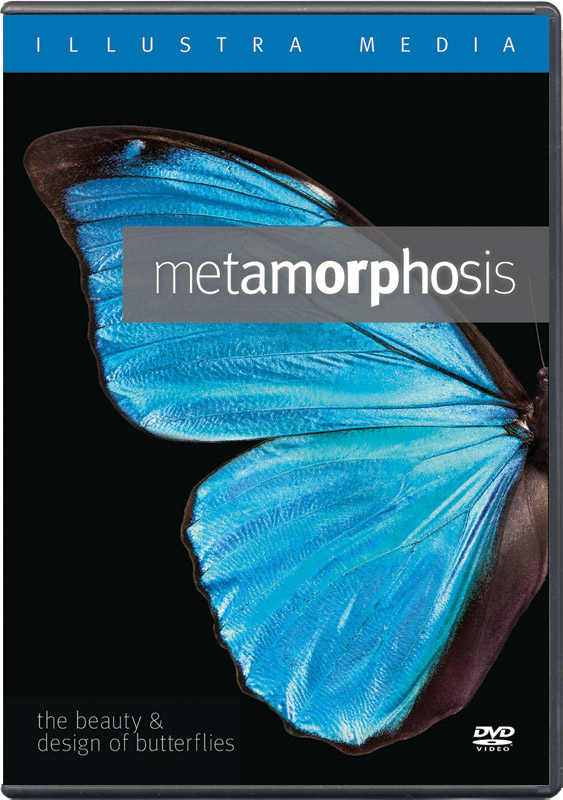 ILLUSTRA MEDIA
metamorphosis
the beauty &
design of butterflies
DVD
VIDEO